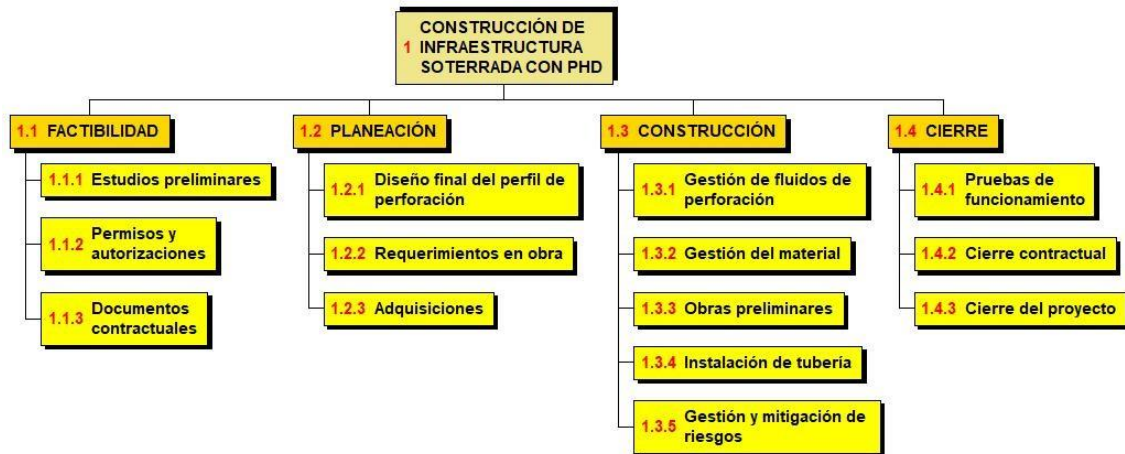 CONSTRUCCIÓN DE
1 INFRAESTRUCTURA
SOTERRADA CON PHD
1.1 FACTIBILIDAD
1.1.1 Estudios preliminares
1.1.2 Permisos y
autorizaciones
1.1.3 Documentos
contractuales
1.2 PLANEACIÓN
1.2.1 Diseño final del perfil de
perforación
1.2.2 Requerimientos en obra
1.2.3 Adquisiciones
1.3 CONSTRUCCIÓN
1.3.1 Gestión de fluidos de
perforación
1.3.2 Gestión del material
1.3.3 Obras preliminares
1.3.4 Instalación de tubería
1.3.5 Gestión y mitigación de
riesgos
1.4 CIERRE
1.4.1 Pruebas de
funcionamiento
1.4.2 Cierre contractual
1.4.3 Cierre del proyecto